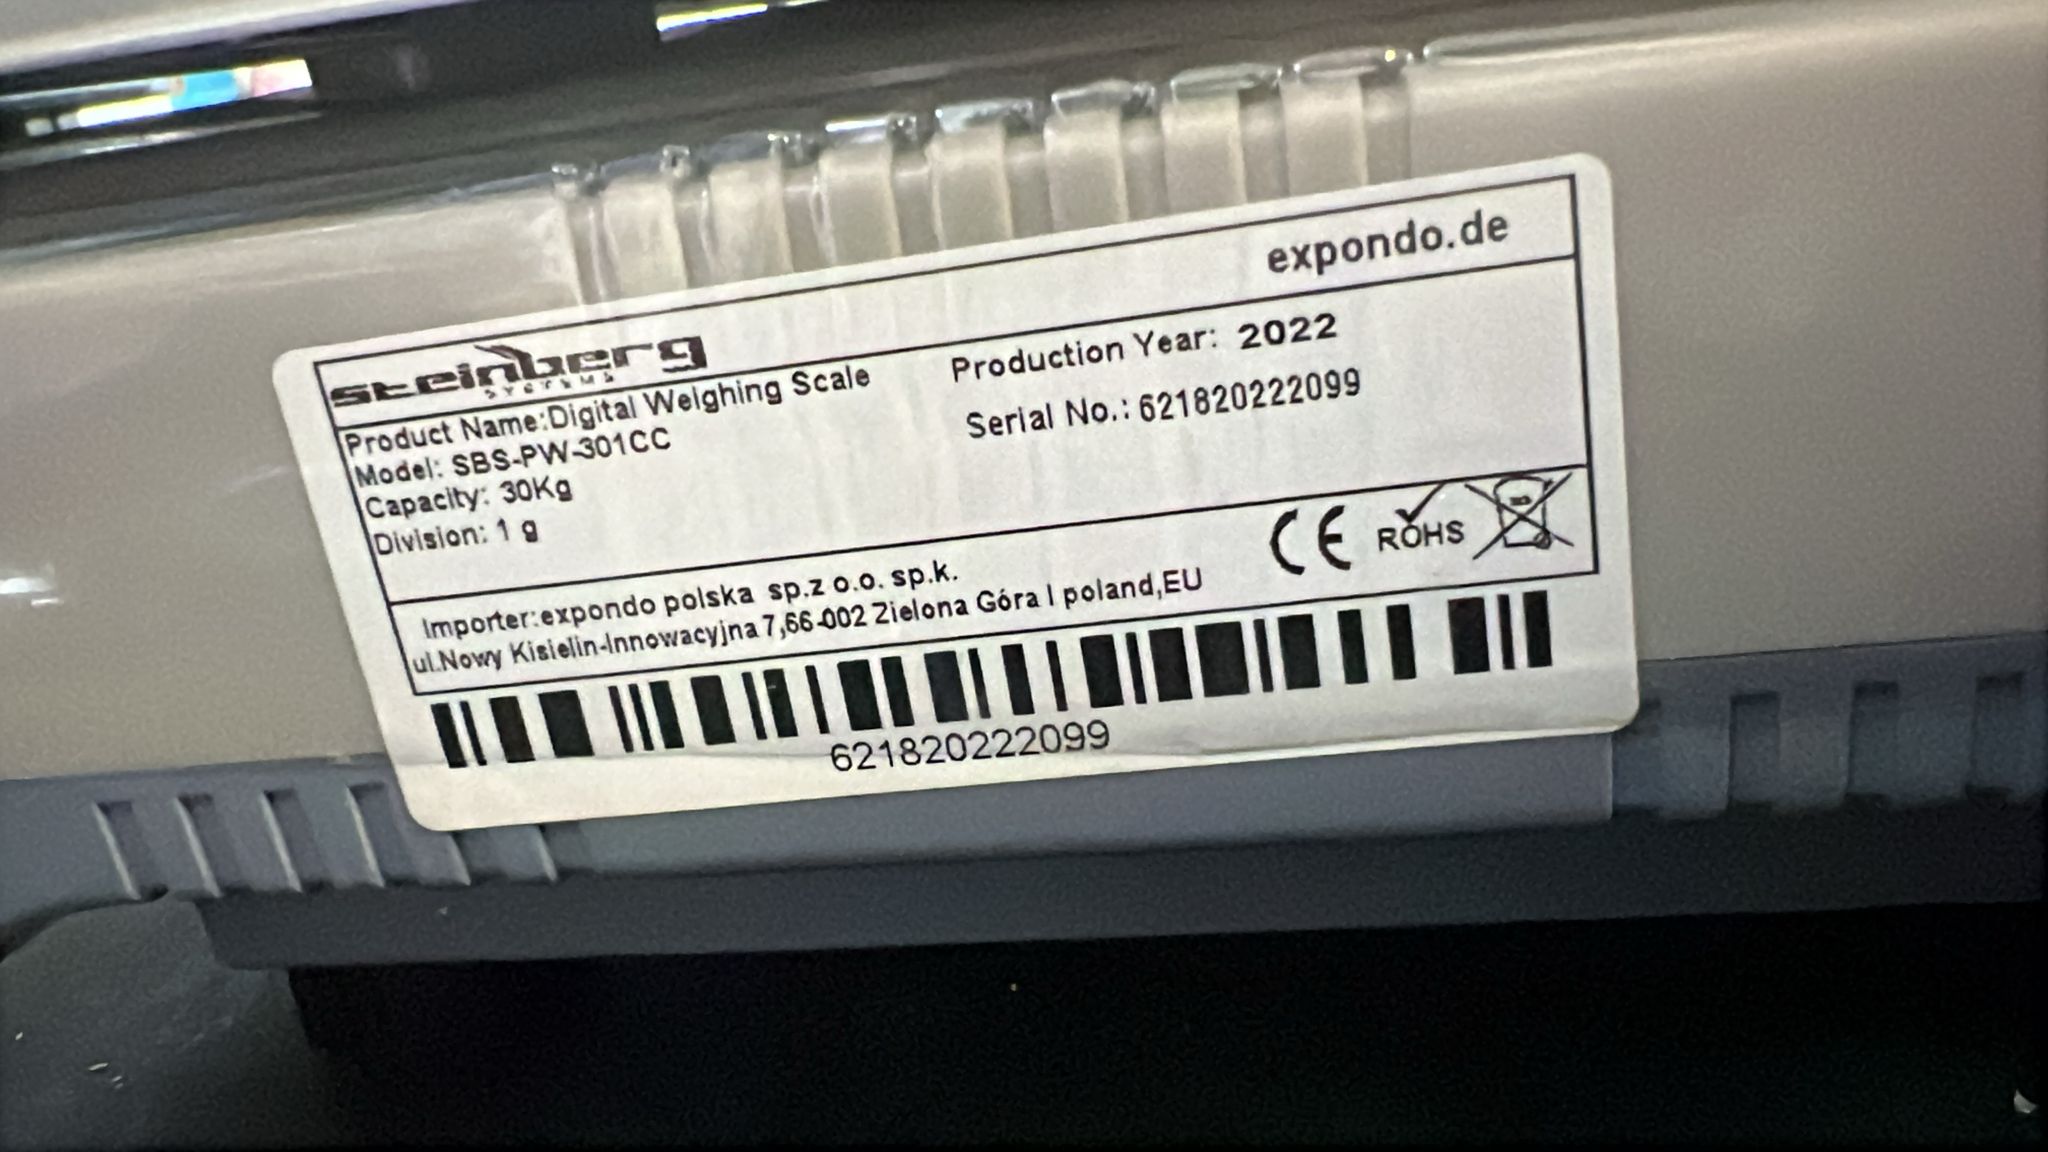 expondo.de
steinberg
SYSTEMS
Product Name:Digital Weighing Scale
Model: SBS-PW-301CC
Capacity: 30Kg
Division: 1 g
Production Year: 2022
Serial No.: 621820222099
Importer:expondo polska sp.z o.o. sp.k.
ul.Nowy Kisielin-Innowacyjna 7,66-002 Zielona Góra I poland,EU
CE ROHS
621820222099